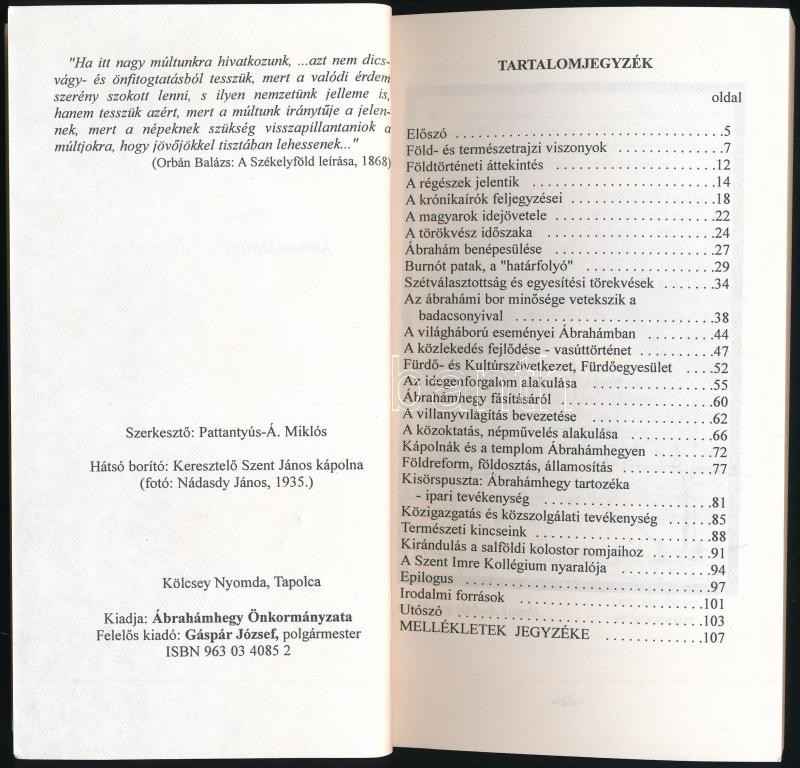 "Ha itt nagy múltunkra hivatkozunk, ...azt nem dics-
vágy- és önfitogtatásból tesszük, mert a valódi érdem
szerény szokott lenni, s ilyen nemzetünk jelleme is,
hanem tesszük azért, mert a múltunk iránytűje a jelen-
nek, mert a népeknek szükség visszapillantaniok a
múltjokra, hogy jövőjökkel tisztában lehessenek..."
(Orbán Balázs: A Székelyföld leírása, 1868)
Szerkesztő: Pattantyús-Á. Miklós
Hátsó borító: Keresztelő Szent János kápolna
(fotó: Nádasdy János, 1935.)
Kölcsey Nyomda, Tapolca
Kiadja: Ábrahámhegy Önkormányzata
Felelős kiadó: Gáspár József, polgármester
ISBN 963 03 4085 2
TARTALOMJEGYZÉK
oldal
Előszó ..............................5
Föld- és természetrajzi viszonyok ..............7
Földtörténeti áttekintés ....................12
A régészek jelentik ......................14
A krónikaírók feljegyzései .................18
A magyarok idejövetele ...................22
A törökvész időszaka .....................24
Ábrahám benépesülése ...................27
Burnót patak, a "határfolyó" ...............29
Szétválasztottság és egyesítési törekvések .......34
Az ábrahámi bor minősége vetekszik a
badacsonyival .......................38
A világháború eseményei Ábrahámban .........44
A közlekedés fejlődése - vasúttörténet .........47
Fürdő- és Kultúrszövetkezet, Fürdőegyesület .....52
Az idegenforgalom alakulása ...............55
Ábrahámhegy fásításáról ..................60
A villanyvilágítás bevezetése ...............62
A közoktatás, népművelés alakulása ..........66
Kápolnák és a templom Ábrahámhegyen .......72
Földreform, földosztás, államosítás ...........77
Kisörspuszta: Ábrahámhegy tartozéka
- ipari tevékenység .....................81
Közigazgatás és közszolgálati tevékenység .......85
Természeti kincseink .....................88
Kirándulás a salföldi kolostor romjaihoz ........91
A Szent Imre Kollégium nyaralója ............94
Epilogus ..............................97
Irodalmi források .......................101
Utószó ...............................103
MELLÉKLETEK JEGYZÉKE ..............107